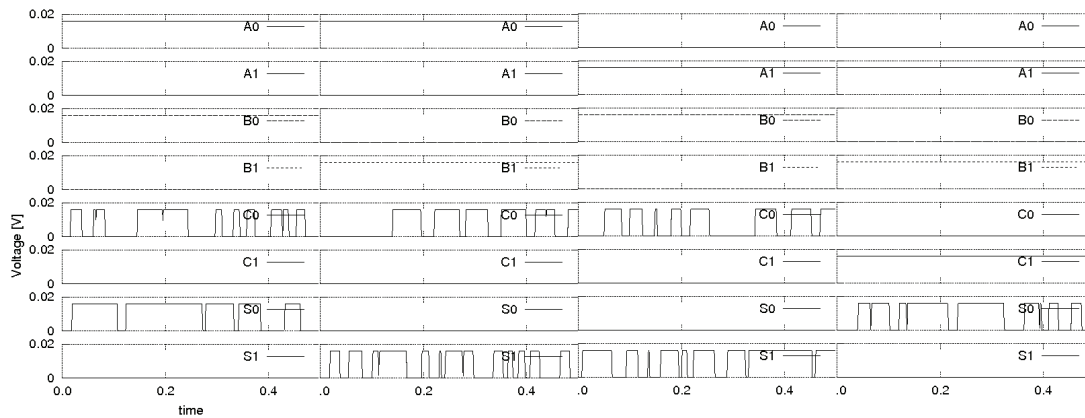 0.02 A0 A0 A0 A0
0
0.02 A1 A1 A1 A1
0
0.02 B0 B0 B0 B0
0
0.02 B1 B1 B1 B1
0
0.02 C0 C0 C0 C0
0
0.02 C1 C1 C1 C1
0
0.02 S0 S0 S0 S0
0
0.02 S1 S1 S1 S1
0
Voltage [V]
0.0 0.2 0.4 .0 0.2 0.4 .0 0.2 0.4 .0 0.2 0.4
time